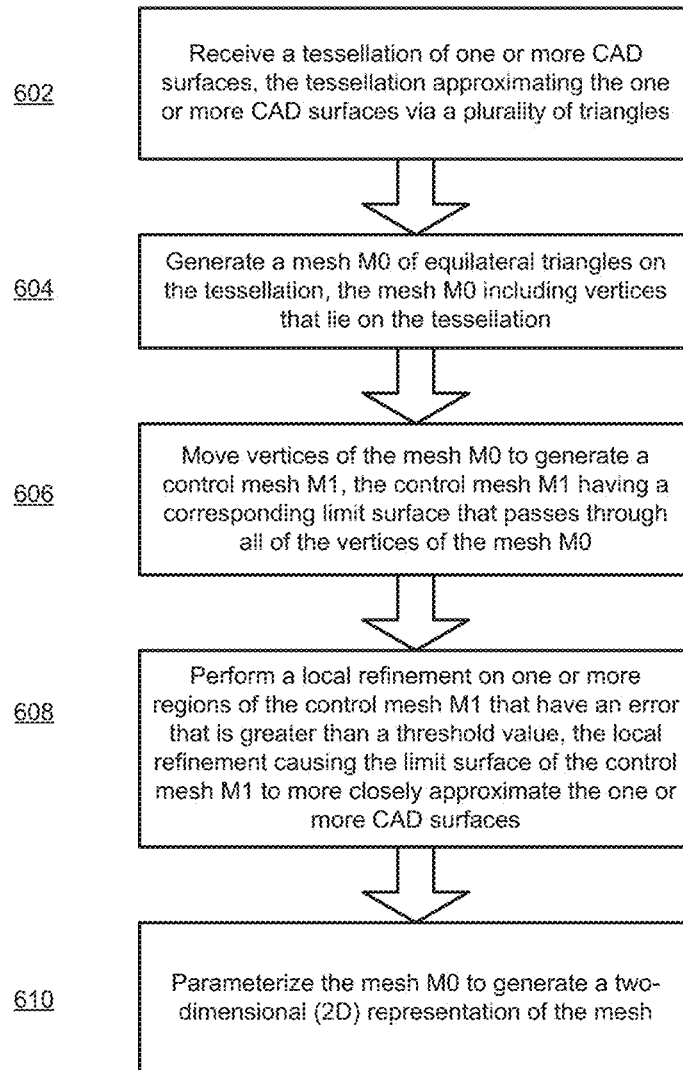 602
Receive a tessellation of one or more CAD
surfaces, the tessellation approximating the one
or more CAD surfaces via a plurality of triangles
604
Generate a mesh M0 of equilateral triangles on
the tessellation, the mesh M0 including vertices
that lie on the tessellation
606
Move vertices of the mesh M0 to generate a
control mesh M1, the control mesh M1 having a
corresponding limit surface that passes through
all of the vertices of the mesh M0
608
Perform a local refinement on one or more
regions of the control mesh M1 that have an error
that is greater than a threshold value, the local
refinement causing the limit surface of the control
mesh M1 to more closely approximate the one or
more CAD surfaces
610
Parameterize the mesh M0 to generate a two-
dimensional (2D) representation of the mesh